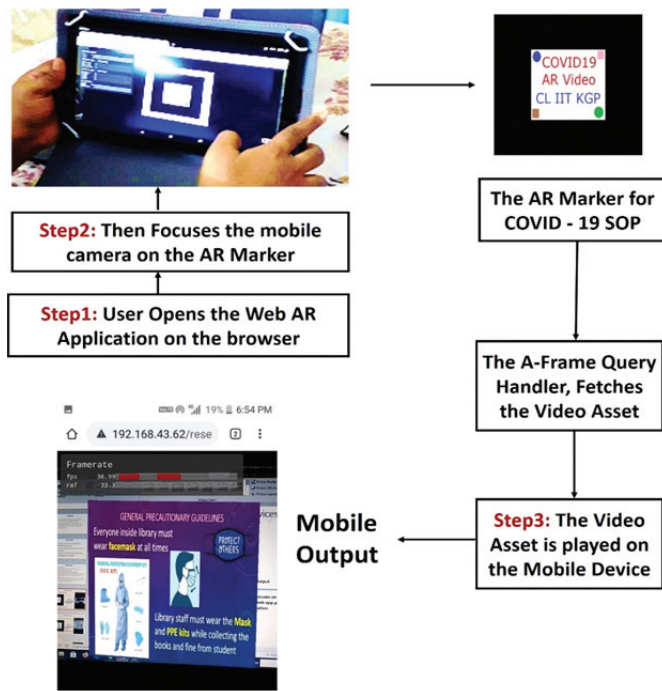 COVID19
AR Video
CL IIT KGP
Step2: Then Focuses the mobile
camera on the AR Marker
Step1: User Opens the Web AR
Application on the browser
The AR Marker for
COVID - 19 SOP
The A-Frame Query
Handler, Fetches
the Video Asset
Step3: The Video
Asset is played on
the Mobile Device
Mobile
Output
19% 6:54 PM
192.168.43.62/rese 2
Framerate
fps 36.99
raf 33.3
GENERAL PRECAUTIONARY GUIDELINES
Everyone inside library must
wear facemask at all times
PROTECT
OTHERS
Library staff must wear the Mask
and PPE kits while collecting the
books and fine from student